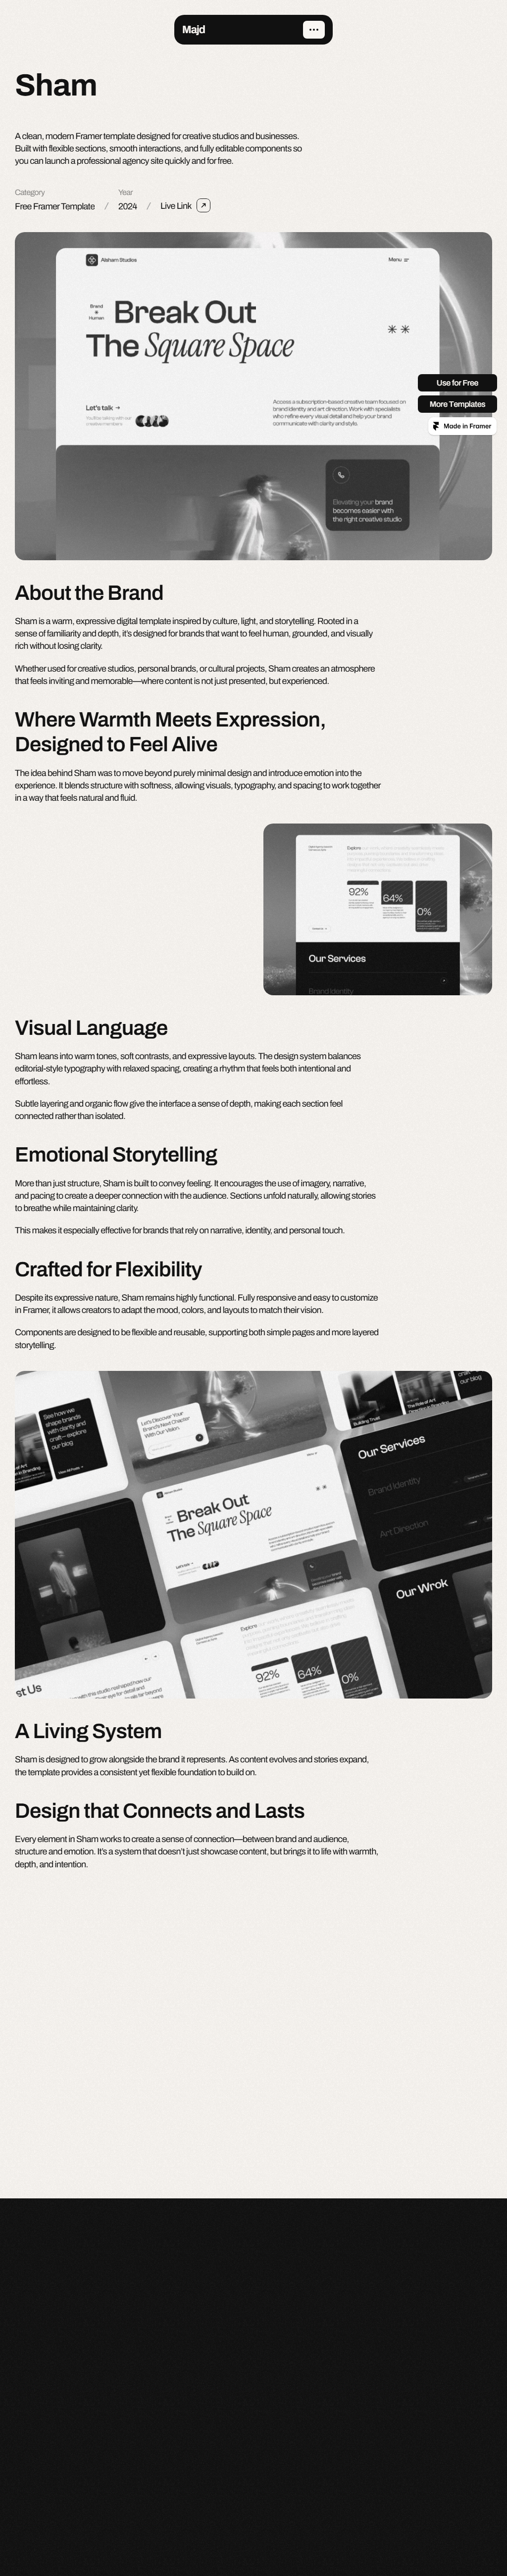 Majd
Sham
A clean, modern Framer template designed for creative studios and businesses.
Built with flexible sections, smooth interactions, and fully editable components so
you can launch a professional agency site quickly and for free.
Category
Year
Free Framer Template / 2024 / Live Link
Alsham Studios
Menu
Brand
Human
Break Out
The Square Space
Let's talk →
You'll be talking with our
creative members
Access a subscription-based creative team focused on
brand identity and art direction. Work with specialists
who refine every visual detail and help your brand
communicate with clarity and style.
Elevating your brand
becomes easier with
the right creative studio
Use for Free
More Templates
Made in Framer
About the Brand
Sham is a warm, expressive digital template inspired by culture, light, and storytelling. Rooted in a
sense of familiarity and depth, it's designed for brands that want to feel human, grounded, and visually
rich without losing clarity.
Whether used for creative studios, personal brands, or cultural projects, Sham creates an atmosphere
that feels inviting and memorable—where content is not just presented, but experienced.
Where Warmth Meets Expression,
Designed to Feel Alive
The idea behind Sham was to move beyond purely minimal design and introduce emotion into the
experience. It blends structure with softness, allowing visuals, typography, and spacing to work together
in a way that feels natural and fluid.
Explore
92%
64%
0%
Our Services
Brand Identity
Visual Language
Sham leans into warm tones, soft contrasts, and expressive layouts. The design system balances
editorial-style typography with relaxed spacing, creating a rhythm that feels both intentional and
effortless.
Subtle layering and organic flow give the interface a sense of depth, making each section feel
connected rather than isolated.
Emotional Storytelling
More than just structure, Sham is built to convey feeling. It encourages the use of imagery, narrative,
and pacing to create a deeper connection with the audience. Sections unfold naturally, allowing stories
to breathe while maintaining clarity.
This makes it especially effective for brands that rely on narrative, identity, and personal touch.
Crafted for Flexibility
Despite its expressive nature, Sham remains highly functional. Fully responsive and easy to customize
in Framer, it allows creators to adapt the mood, colors, and layouts to match their vision.
Components are designed to be flexible and reusable, supporting both simple pages and more layered
storytelling.
See how we
shape brands
with clarity and
craft—explore
our blog
Let's Discover Your
Brand's Next Chapter
With Our Vision
Building Trust
The Role of Art
our blog
Our Services
Brand Identity
Art Direction
Break Out
The Square Space
Our Wrok
Explore
92%
64%
0%
st Us
A Living System
Sham is designed to grow alongside the brand it represents. As content evolves and stories expand,
the template provides a consistent yet flexible foundation to build on.
Design that Connects and Lasts
Every element in Sham works to create a sense of connection—between brand and audience,
structure and emotion. It's a system that doesn't just showcase content, but brings it to life with warmth,
depth, and intention.